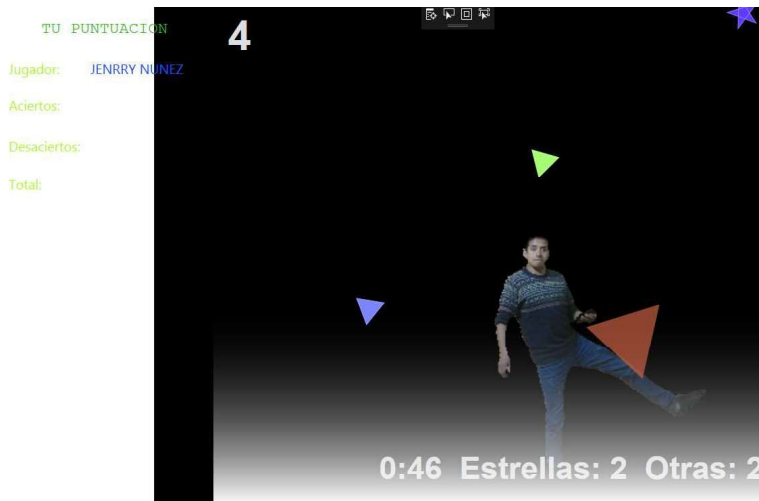 TU PUNTUACION
4
Jugador: JENRRY NUNEZ
Aciertos:
Desaciertos:
Total:
0:46 Estrellas: 2 Otras: 2